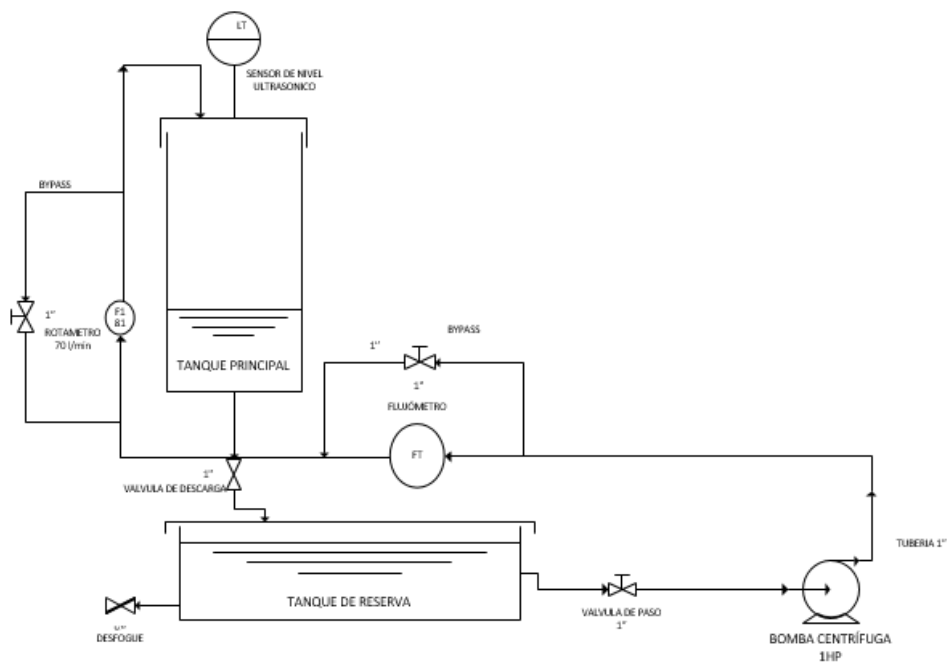 LT
SENSOR DE NIVEL
ULTRASONICO
BYPASS
1"
ROTAMETRO
70 l/min
F1
81
TANQUE PRINCIPAL
BYPASS
1"
1"
FLUJÓMETRO
FT
1"
VALVULA DE DESCARGA
TUBERIA 1"
TANQUE DE RESERVA
DESFOGUE
VALVULA DE PASO
1"
BOMBA CENTRÍFUGA
1HP